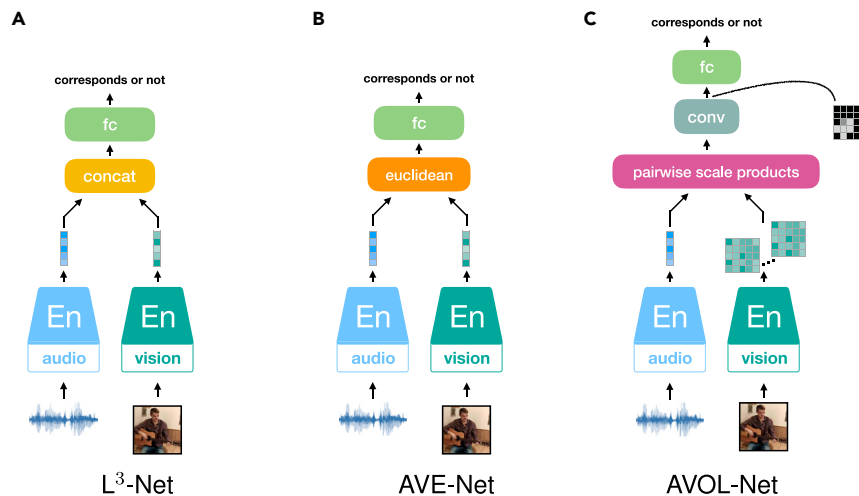 A
corresponds or not
fc
concat
En
En
audio
vision
L³-Net
B
corresponds or not
fc
euclidean
En
En
audio
vision
AVE-Net
C
corresponds or not
fc
conv
pairwise scale products
En
En
audio
vision
AVOL-Net